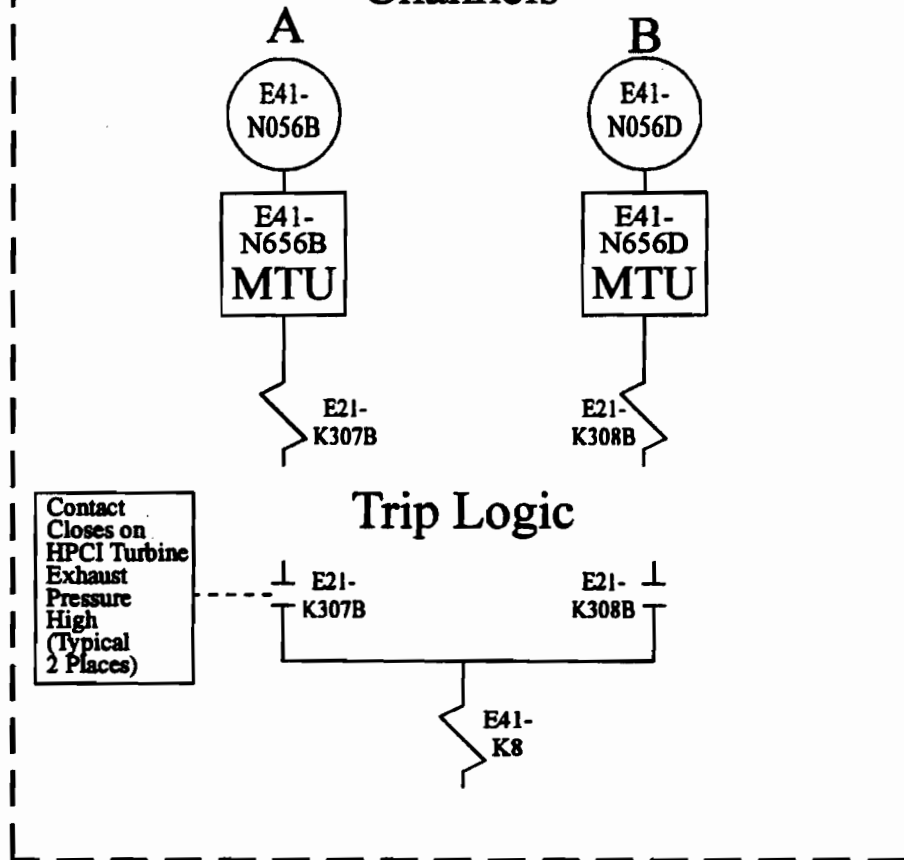 Channels
A
B
E41-
N056B
E41-
N056D
E41-
N656B
MTU
E41-
N656D
MTU
E21-
K307B
E21-
K308B
Trip Logic
Contact
Closes on
HPCI Turbine
Exhaust
Pressure
High
(Typical
2 Places)
E21-
K307B
E21-
K308B
E41-
K8